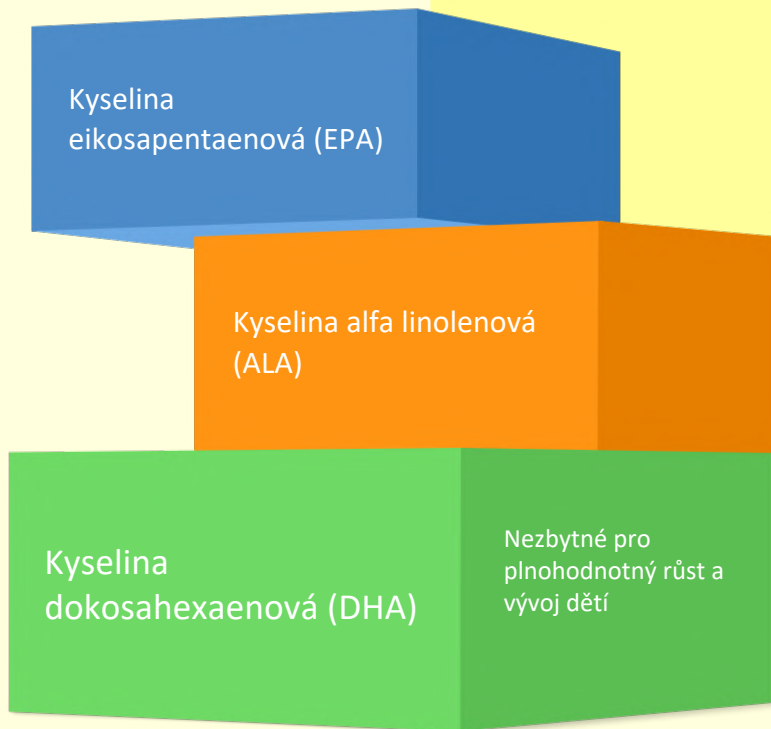 Kyselina
eikosapentaenová (EPA)
Kyselina alfa linolenová
(ALA)
Kyselina
dokosahexaenová (DHA)
Nezbytné pro
plnohodnotný růst a
vývoj dětí